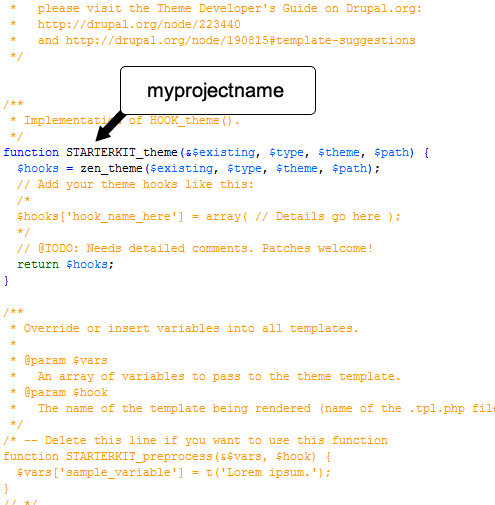 *   please visit the Theme Developer's Guide on Drupal.org:
*   http://drupal.org/node/223440
*   and http://drupal.org/node/190815#template-suggestions
*/
myprojectname
/**
* Implementation of HOOK_theme().
*/
function STARTERKIT_theme(&$existing, $type, $theme, $path) {
  $hooks = zen_theme($existing, $type, $theme, $path);
  // Add your theme hooks like this:
  /*
  $hooks['hook_name_here'] = array( // Details go here );
  */
  // @TODO: Needs detailed comments. Patches welcome!
  return $hooks;
}
/**
* Override or insert variables into all templates.
*
* @param $vars
*   An array of variables to pass to the theme template.
* @param $hook
*   The name of the template being rendered (name of the .tpl.php file
*/
/* -- Delete this line if you want to use this function
function STARTERKIT_preprocess(&$vars, $hook) {
  $vars['sample_variable'] = t('Lorem ipsum.');
}
// */